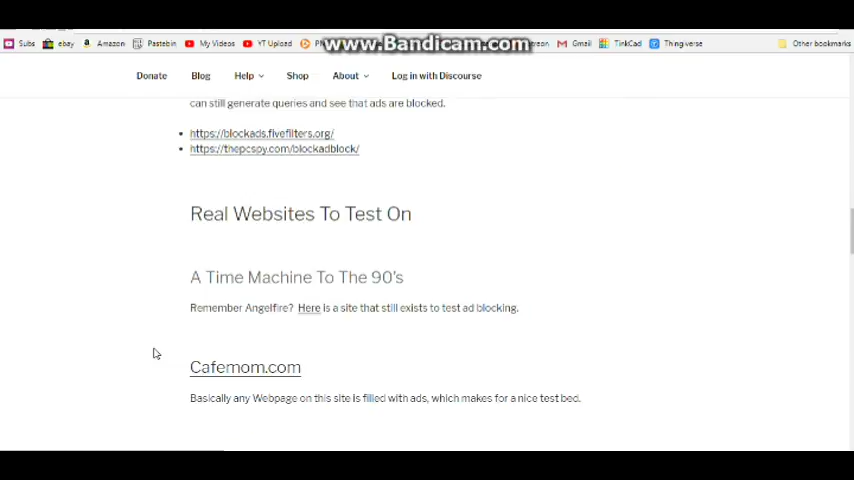 www.Bandicam.com
Subs ebay Amazon Pastebin My Videos YT Upload Gmail TinkCad Thingiverse Other bookmarks
Donate Blog Help Shop About Log in with Discourse
can still generate queries and see that ads are blocked.
https://blockads.fivefilters.org/
https://thepcspy.com/blockadblock/
Real Websites To Test On
A Time Machine To The 90's
Remember Angelfire? Here is a site that still exists to test ad blocking.
Cafemom.com
Basically any Webpage on this site is filled with ads, which makes for a nice test bed.